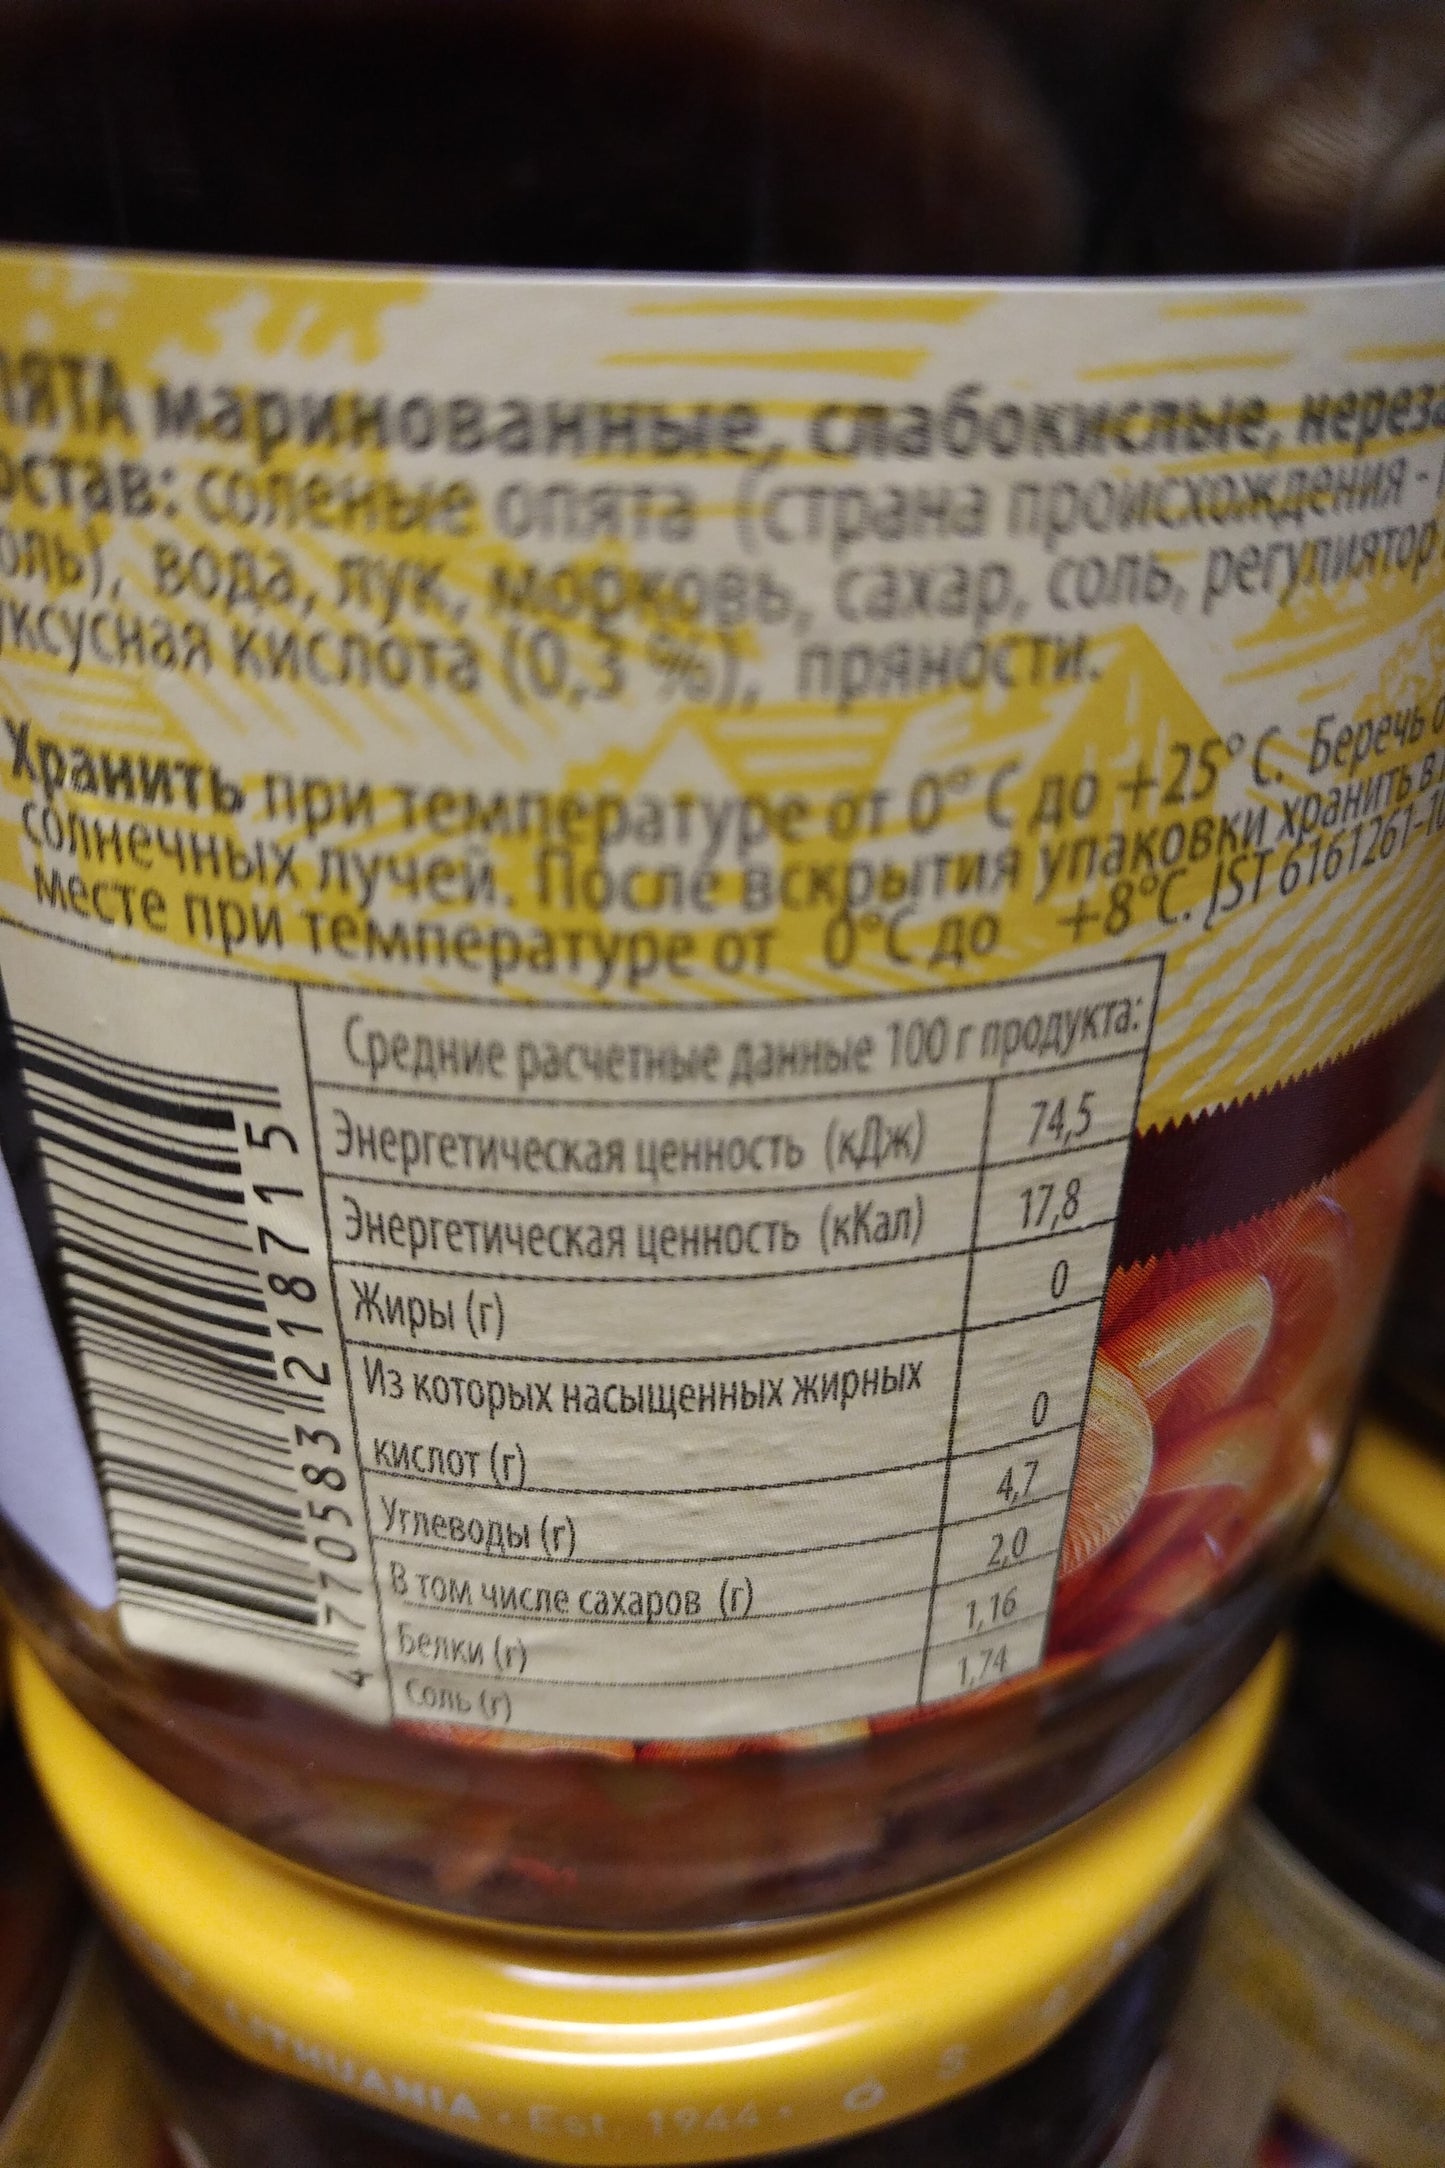 маринованные, слабокислые,
соленые опята (страна происхождения -
вода, лук, морковь, сахар, соль, регулятор
кислота (0,3 %), пряности.
Хранить при температуре от 0° С до +25° С. Беречь
солнечных лучей. После вскрытия упаковки хранить в
месте при температуре от 0°С до +8°С. ĮST 6161261-
Средние расчетные данные 100 г продукта:
Энергетическая ценность (кДж) 74,5
Энергетическая ценность (кКал) 17,8
Жиры (г) 0
Из которых насыщенных жирных
кислот (г) 0
Углеводы (г) 4,7
В том числе сахаров (г) 2,0
Белки (г) 1,16
Соль (г) 1,74
4 770583 218715
LITHUANIA • Est. 1944 •